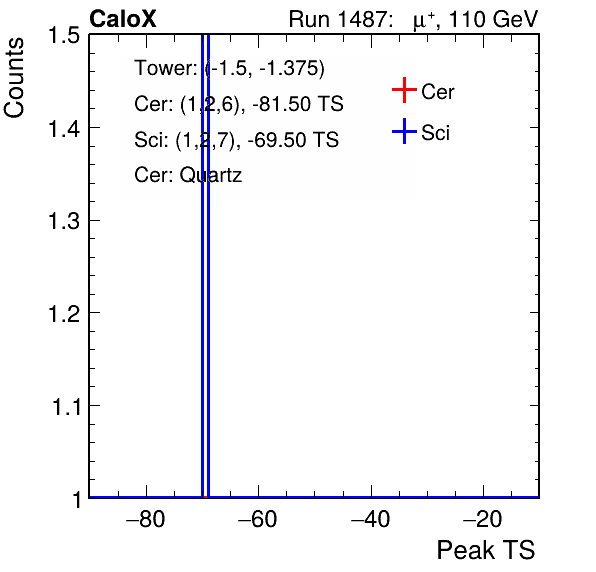 CaloX Run 1487: μ⁺, 110 GeV
Counts
1.5
1.4
1.3
1.2
1.1
1
Tower: (-1.5, -1.375)
Cer: (1,2,6), -81.50 TS
Sci: (1,2,7), -69.50 TS
Cer: Quartz
Cer
Sci
−80 −60 −40 −20
Peak TS